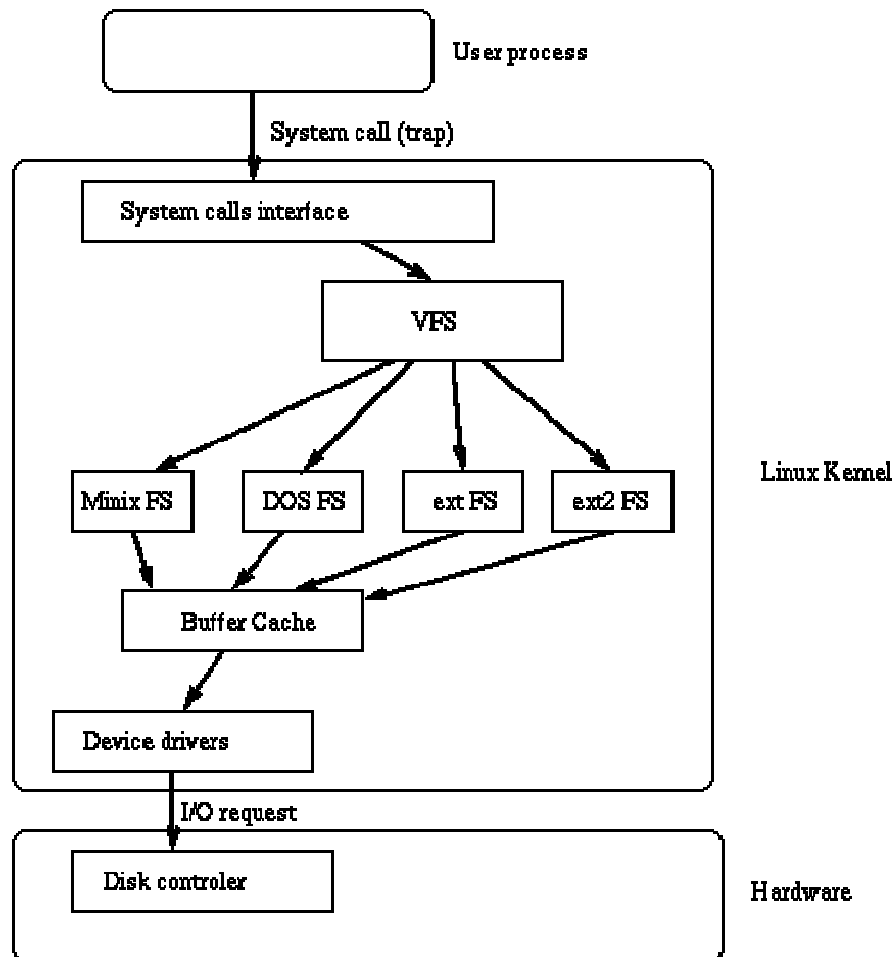 User process
System call (trap)
System calls interface
VFS
Linux Kernel
Minix FS
DOS FS
ext FS
ext2 FS
Buffer Cache
Device drivers
I/O request
Disk controler
Hardware